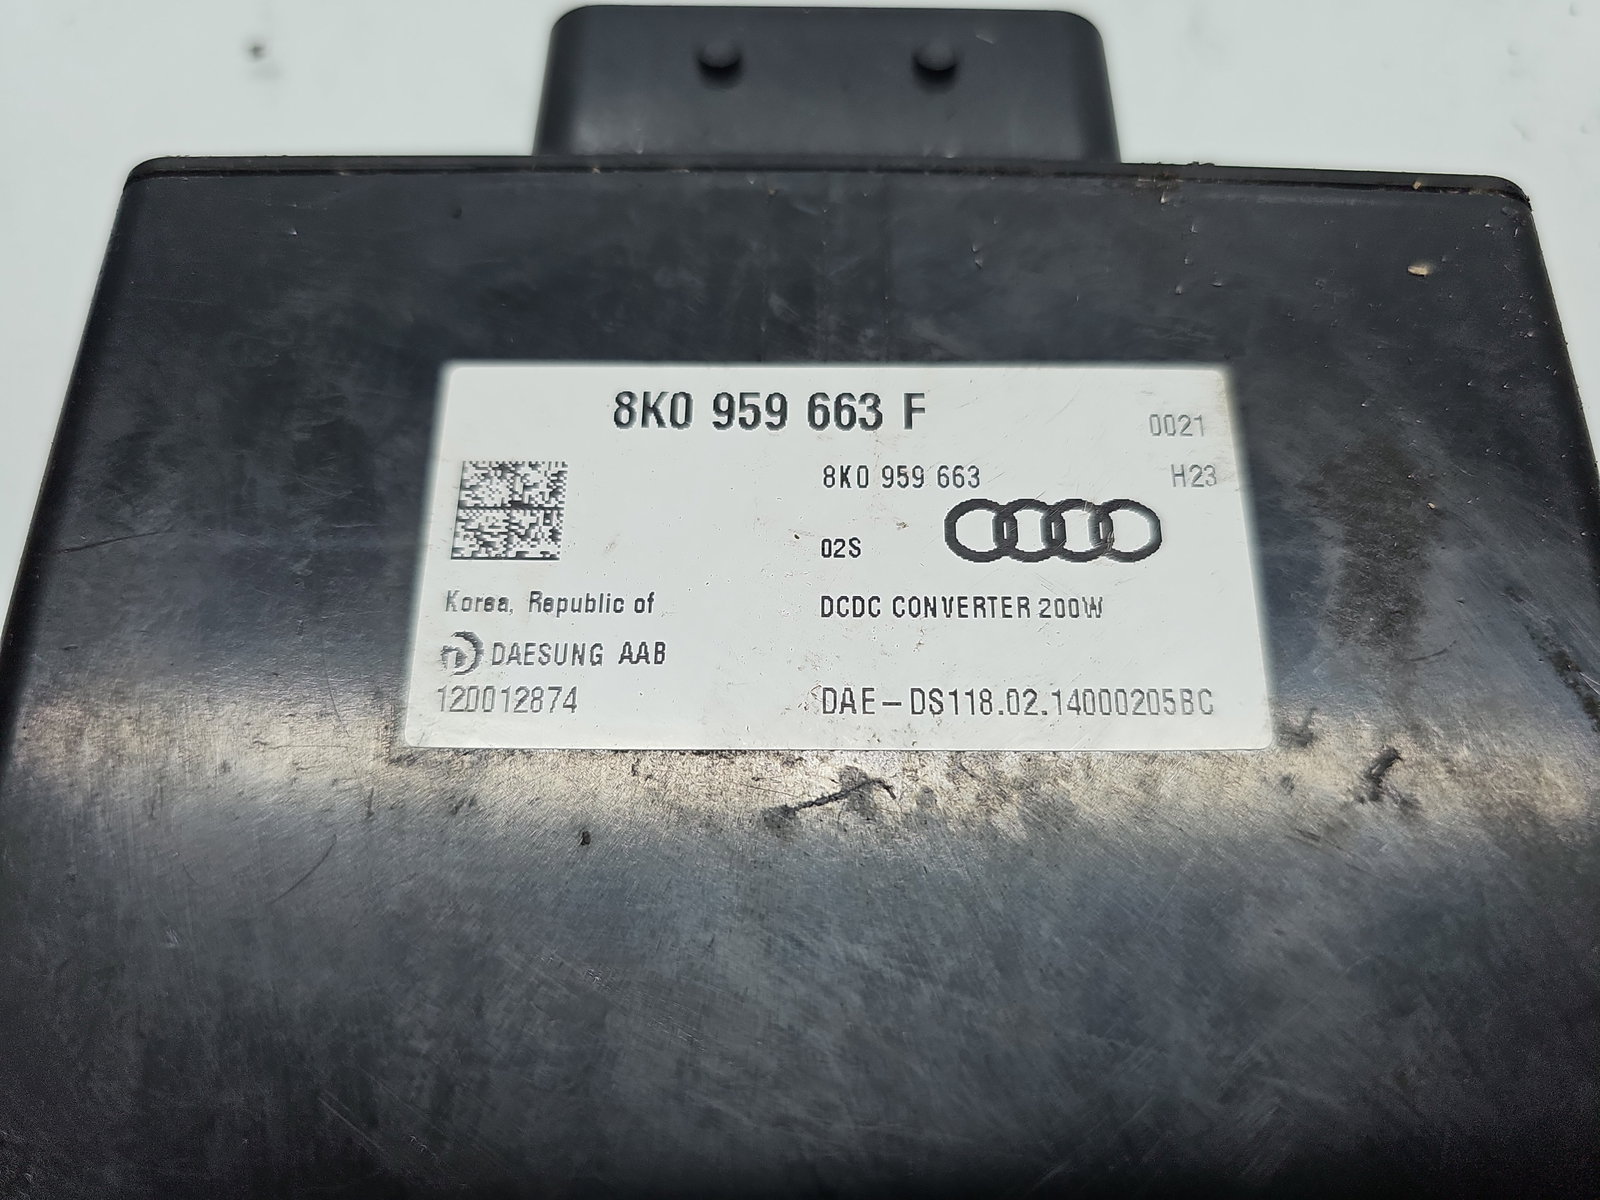 8K0 959 663 F
0021
8K0 959 663
H23
02S
Korea, Republic of
DCDC CONVERTER 200W
DAESUNG AAB
120012874
DAE-DS118.02.14000205BC